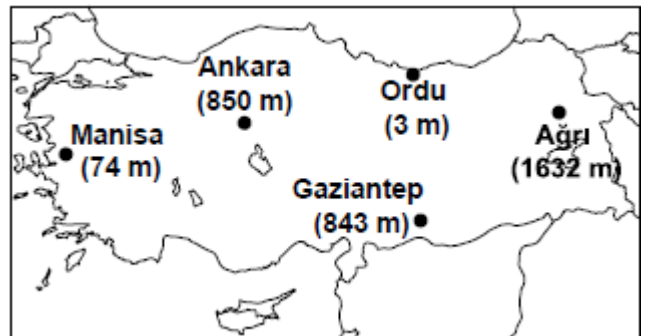 Ankara
(850 m)
Ordu
(3 m)
Manisa
(74 m)
Ağrı
(1632 m)
Gaziantep
(843 m)